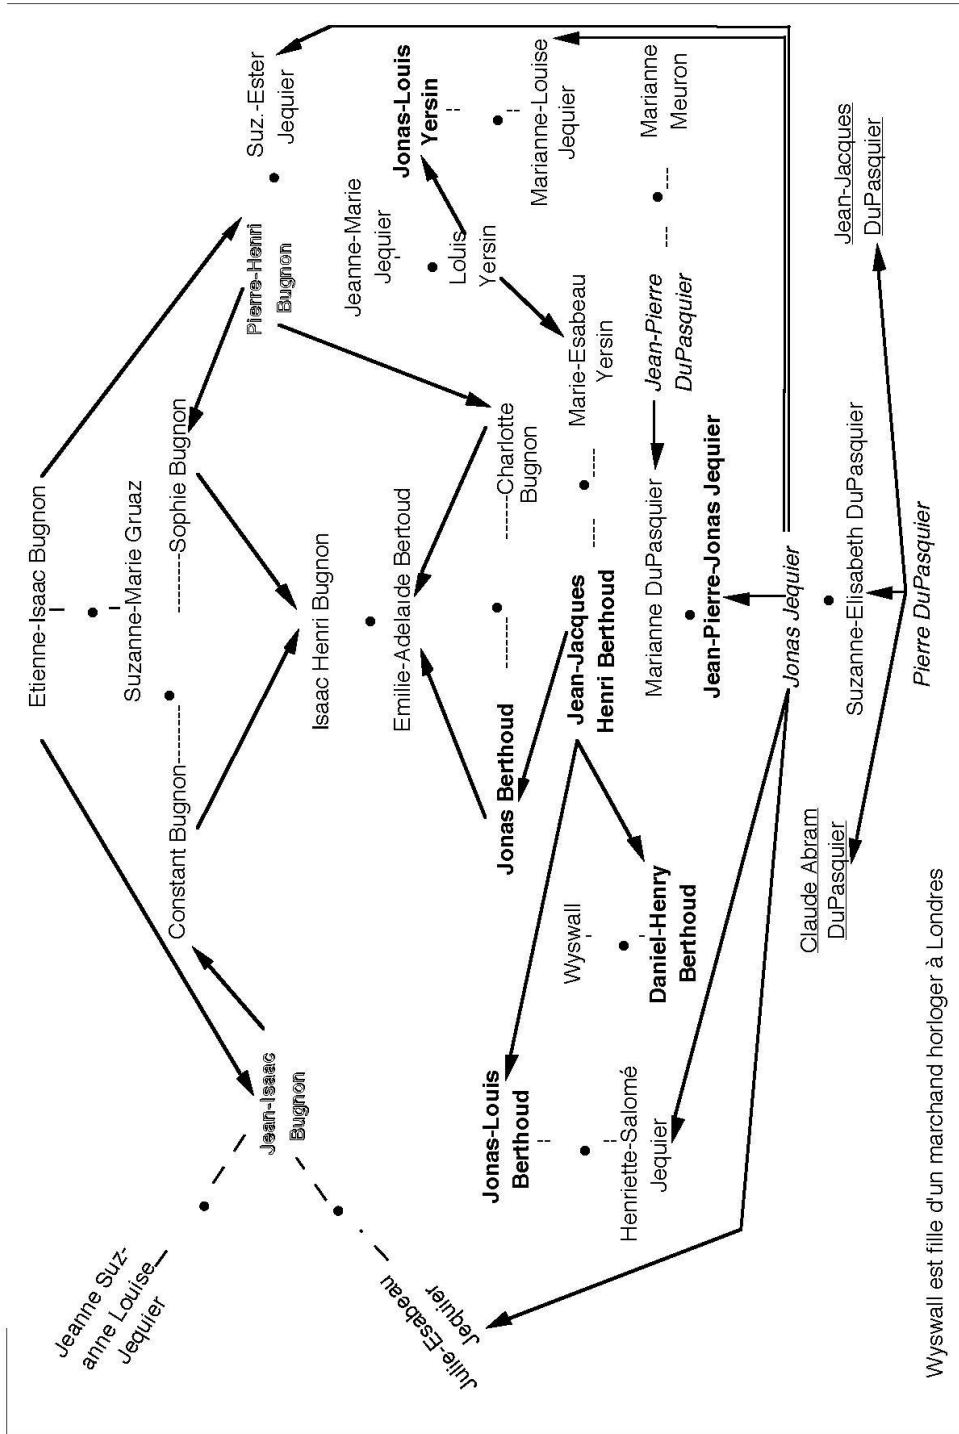 Etienne-Isaac Bugnon
Suzanne-Marie Gruaz
Constant Bugnon---------
--------Sophie Bugnon
Jean-Isaac
Bugnon
Pierre-Henri
Bugnon
Suz.-Ester
Jequier
Jeanne Suz-
anne Louise
Jequier
Julie-Esabeau
Jequier
Isaac Henri Bugnon
Emilie-Adelaide Bertoud
Jeanne-Marie
Jequier
Louis
Yersin
Jonas-Louis
Yersin
Marianne-Louise
Jequier
Jonas Berthoud
Charlotte
Bugnon
Jonas-Louis
Berthoud
Henriette-Salomé
Jequier
Wyswall
Daniel-Henry
Berthoud
Jean-Jacques
Henri Berthoud
Marie-Esabeau
Yersin
Marianne DuPasquier
Jean-Pierre
DuPasquier
Marianne
Meuron
Jean-Pierre-Jonas Jequier
Jonas Jequier
Suzanne-Elisabeth DuPasquier
Claude Abram
DuPasquier
Pierre DuPasquier
Jean-Jacques
DuPasquier
Wyswall est fille d'un marchand horloger à Londres